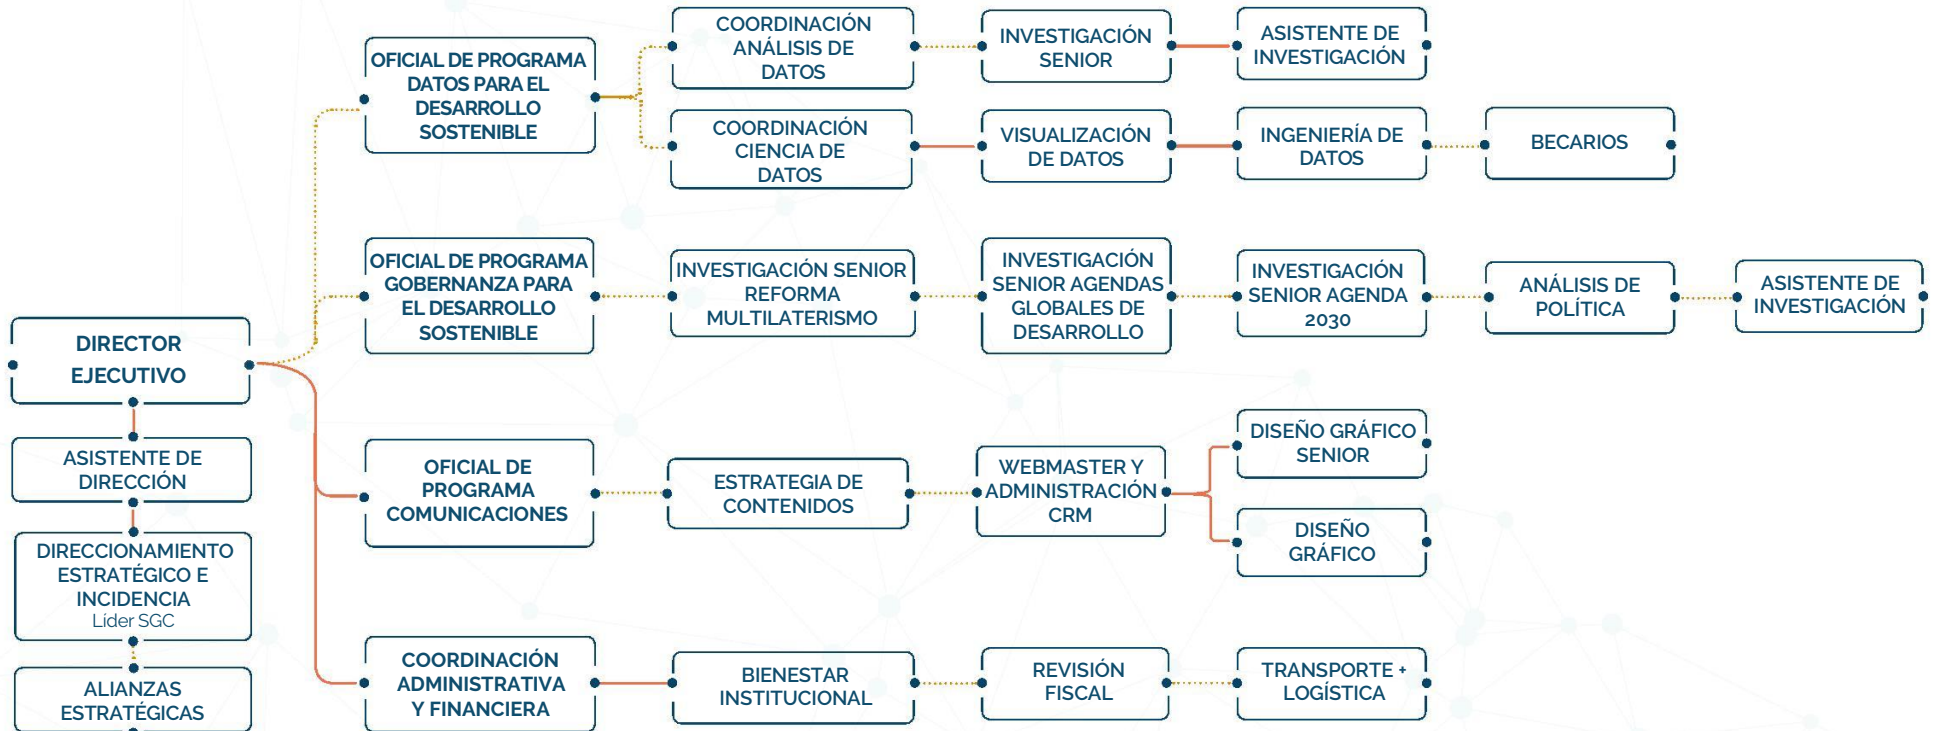 COORDINACIÓN
ANÁLISIS DE
DATOS
INVESTIGACIÓN
SENIOR
ASISTENTE DE
INVESTIGACIÓN
OFICIAL DE PROGRAMA
DATOS PARA EL
DESARROLLO
SOSTENIBLE
COORDINACIÓN
CIENCIA DE
DATOS
VISUALIZACIÓN
DE DATOS
INGENIERÍA DE
DATOS
BECARIOS
OFICIAL DE PROGRAMA
GOBERNANZA PARA
EL DESARROLLO
SOSTENIBLE
INVESTIGACIÓN SENIOR
REFORMA
MULTILATERISMO
INVESTIGACIÓN
SENIOR AGENDAS
GLOBALES DE
DESARROLLO
INVESTIGACIÓN
SENIOR AGENDA
2030
ANÁLISIS DE
POLÍTICA
ASISTENTE DE
INVESTIGACIÓN
DIRECTOR
EJECUTIVO
ASISTENTE DE
DIRECCIÓN
DIRECCIONAMIENTO
ESTRATÉGICO E
INCIDENCIA
Líder SGC
ALIANZAS
ESTRATÉGICAS
OFICIAL DE
PROGRAMA
COMUNICACIONES
ESTRATEGIA DE
CONTENIDOS
WEBMASTER Y
ADMINISTRACIÓN
CRM
DISEÑO GRÁFICO
SENIOR
DISEÑO
GRÁFICO
COORDINACIÓN
ADMINISTRATIVA
Y FINANCIERA
BIENESTAR
INSTITUCIONAL
REVISIÓN
FISCAL
TRANSPORTE +
LOGÍSTICA